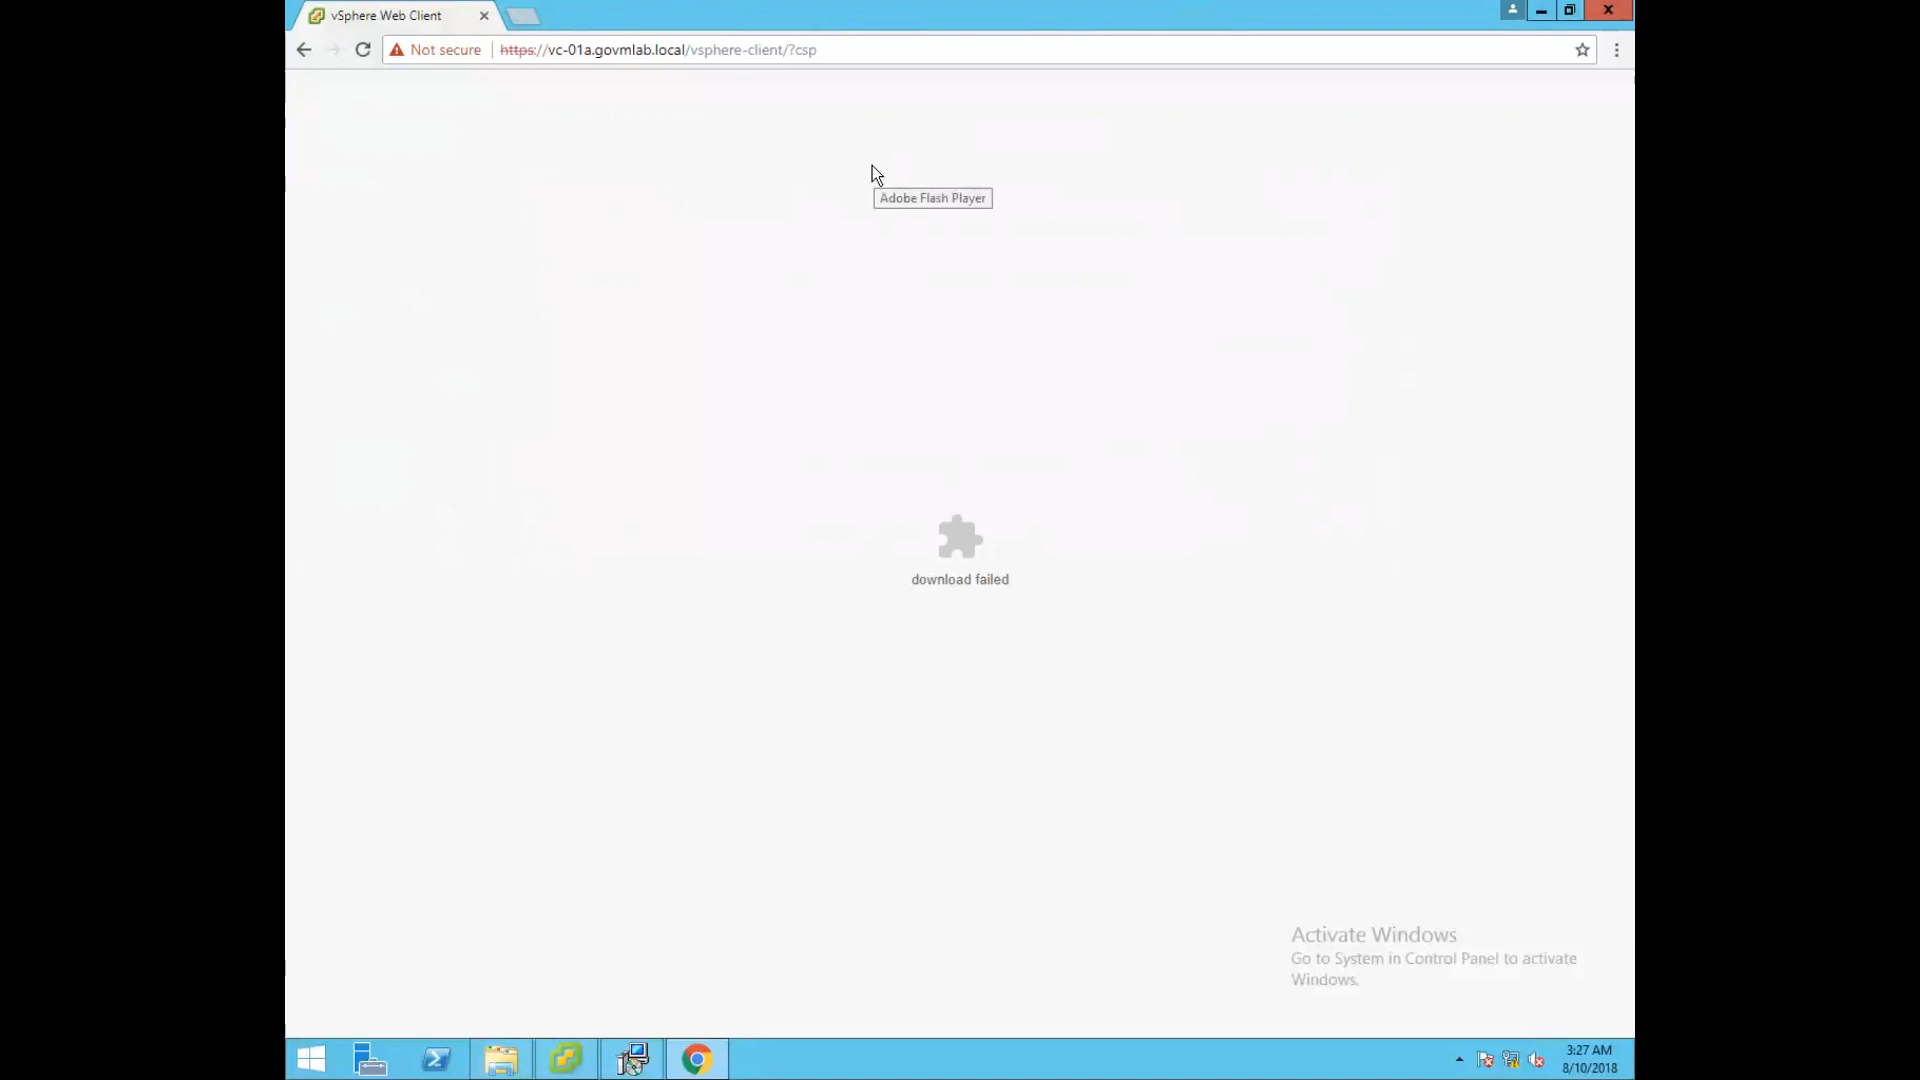 vSphere Web Client
Not secure
https://vc-01a.govmlab.local/vsphere-client/?csp
Adobe Flash Player
download failed
Activate Windows
Go to System in Control Panel to activate
Windows.
3:27 AM
8/10/2018